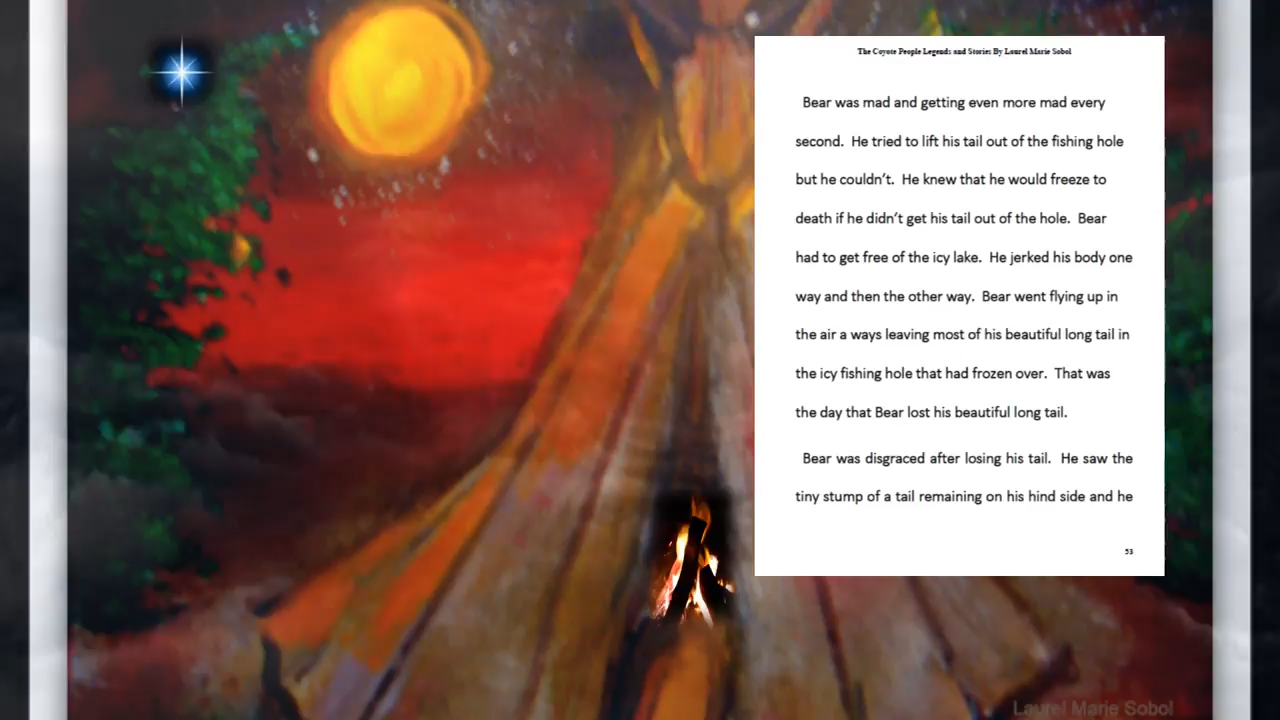 The Coyote People Legends and Stories By Laurel Marie Sobol
Bear was mad and getting even more mad every
second.  He tried to lift his tail out of the fishing hole
but he couldn’t.  He knew that he would freeze to
death if he didn’t get his tail out of the hole.  Bear
had to get free of the icy lake.  He jerked his body one
way and then the other way.  Bear went flying up in
the air a ways leaving most of his beautiful long tail in
the icy fishing hole that had frozen over.  That was
the day that Bear lost his beautiful long tail.
Bear was disgraced after losing his tail.  He saw the
tiny stump of a tail remaining on his hind side and he
53
Laurel Marie Sobol